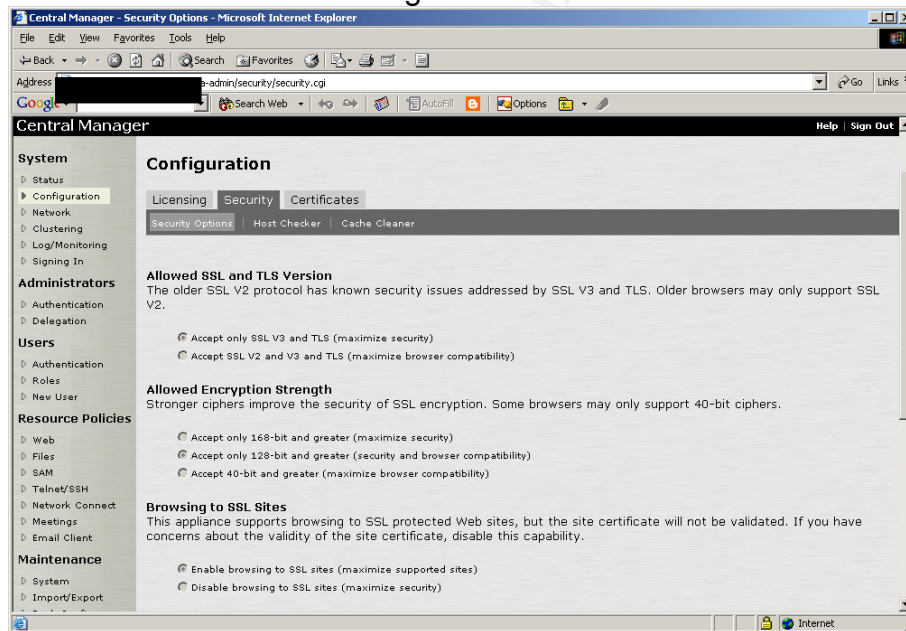 Central Manager - Security Options - Microsoft Internet Explorer
File Edit View Favorites Tools Help
Back Search Favorites
Address a-admin/security/security.cgi Go Links
Google Search Web AutoFill Options
Central Manager Help | Sign Out
System
Status
Configuration
Network
Clustering
Log/Monitoring
Signing In
Administrators
Authentication
Delegation
Users
Authentication
Roles
New User
Resource Policies
Web
Files
SAM
Telnet/SSH
Network Connect
Meetings
Email Client
Maintenance
System
Import/Export
Configuration
Licensing Security Certificates
Security Options | Host Checker | Cache Cleaner
Allowed SSL and TLS Version
The older SSL V2 protocol has known security issues addressed by SSL V3 and TLS. Older browsers may only support SSL
V2.
Accept only SSL V3 and TLS (maximize security)
Accept SSL V2 and V3 and TLS (maximize browser compatibility)
Allowed Encryption Strength
Stronger ciphers improve the security of SSL encryption. Some browsers may only support 40-bit ciphers.
Accept only 168-bit and greater (maximize security)
Accept only 128-bit and greater (security and browser compatibility)
Accept 40-bit and greater (maximize browser compatibility)
Browsing to SSL Sites
This appliance supports browsing to SSL protected Web sites, but the site certificate will not be validated. If you have
concerns about the validity of the site certificate, disable this capability.
Enable browsing to SSL sites (maximize supported sites)
Disable browsing to SSL sites (maximize security)
Internet